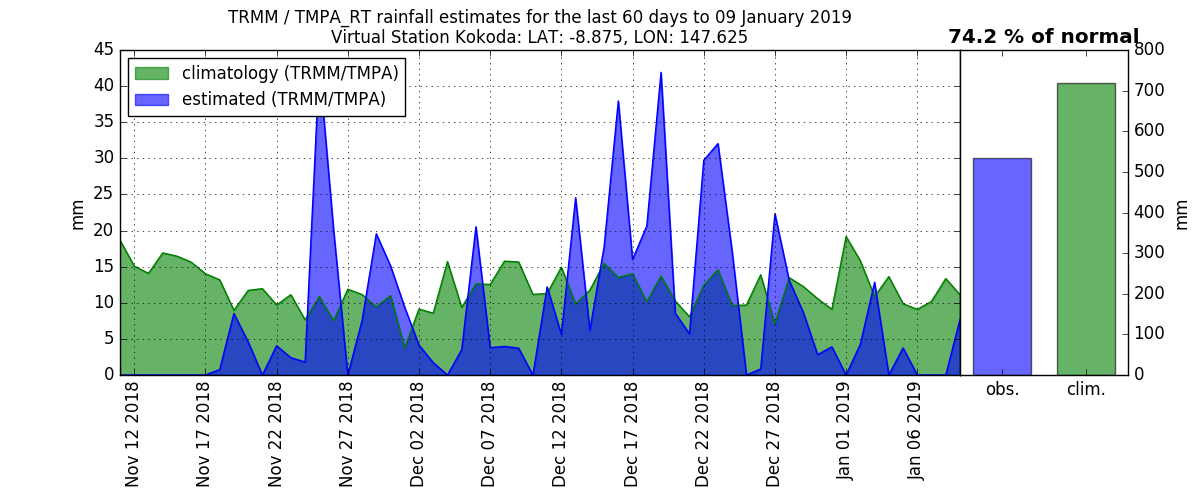 TRMM / TMPA_RT rainfall estimates for the last 60 days to 09 January 2019
Virtual Station Kokoda: LAT: -8.875, LON: 147.625
74.2 % of normal
climatology (TRMM/TMPA)
estimated (TRMM/TMPA)
45
40
35
30
25
20
15
10
5
0
mm
Nov 12 2018
Nov 17 2018
Nov 22 2018
Nov 27 2018
Dec 02 2018
Dec 07 2018
Dec 12 2018
Dec 17 2018
Dec 22 2018
Dec 27 2018
Jan 01 2019
Jan 06 2019
obs.
clim.
800
700
600
500
400
300
200
100
0
mm